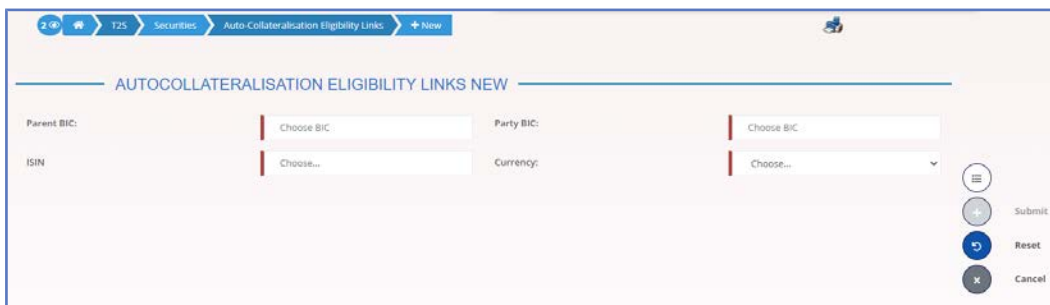 2 T2S Securities Auto-Collateralisation Eligibility Links + New
AUTOCOLLATERALISATION ELIGIBILITY LINKS NEW
Parent BIC: Choose BIC Party BIC: Choose BIC
ISIN Choose... Currency: Choose...
Submit
Reset
Cancel